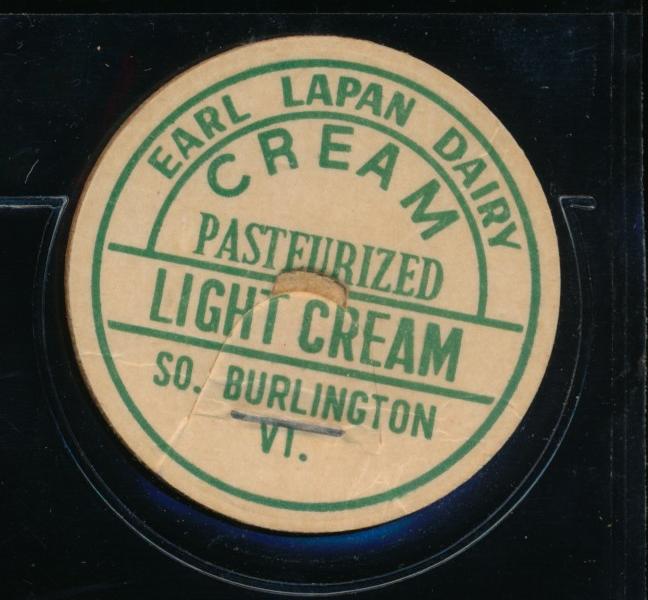 EARL LAPAN DAIRY
CREAM
PASTEURIZED
LIGHT CREAM
SO. BURLINGTON
VT.